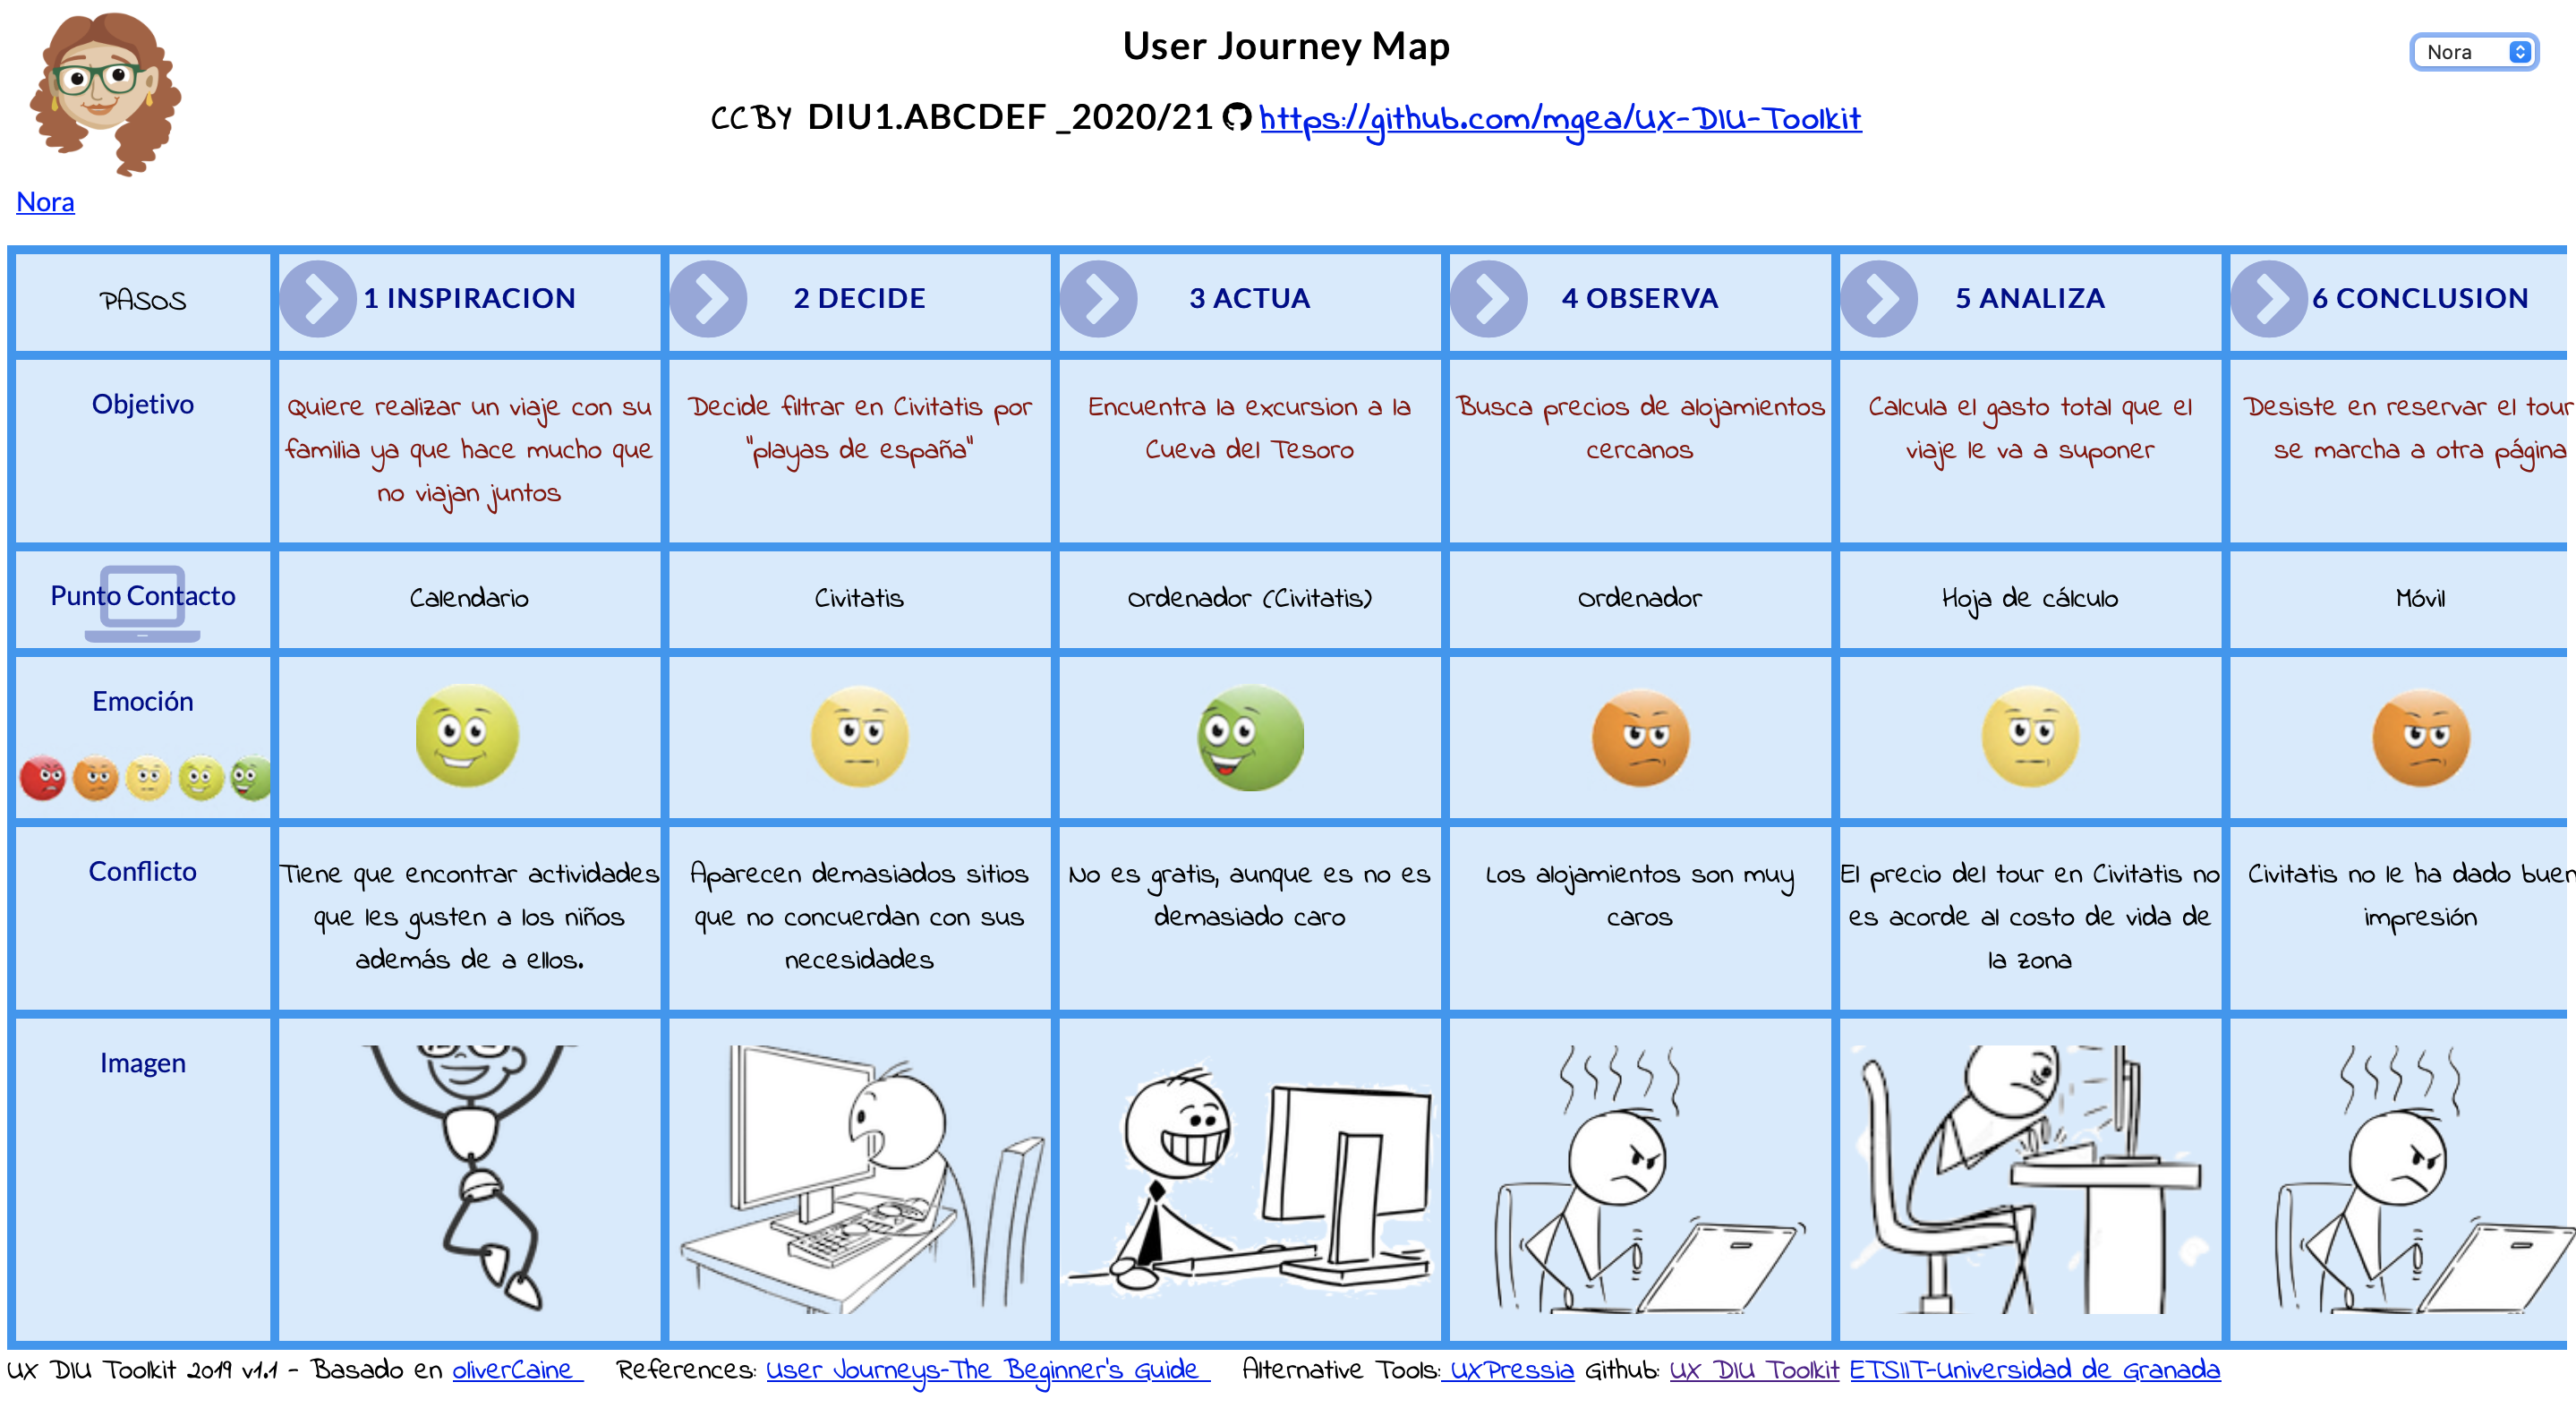 User Journey Map
Nora
CCBY DIU1.ABCDEF _2020/21 https://github.com/mgea/UX-DIU-Toolkit
Nora
PASOS
1 INSPIRACION
2 DECIDE
3 ACTUA
4 OBSERVA
5 ANALIZA
6 CONCLUSION
Objetivo
Quiere realizar un viaje con su
familia ya que hace mucho que
no viajan juntos
Decide filtrar en Civitatis por
"playas de españa"
Encuentra la excursion a la
Cueva del Tesoro
Busca precios de alojamientos
cercanos
Calcula el gasto total que el
viaje le va a suponer
Desiste en reservar el tour
se marcha a otra página
Punto Contacto
Calendario
Civitatis
Ordenador (Civitatis)
Ordenador
Hoja de cálculo
Móvil
Emoción
Conflicto
Tiene que encontrar actividades
que les gusten a los niños
además de a ellos.
Aparecen demasiados sitios
que no concuerdan con sus
necesidades
No es gratis, aunque es no es
demasiado caro
Los alojamientos son muy
caros
El precio del tour en Civitatis no
es acorde al costo de vida de
la zona
Civitatis no le ha dado buen
impresión
Imagen
UX DIU Toolkit 2019 v1.1 - Basado en oliverCaine References: User Journeys-The Beginner's Guide Alternative Tools: UXPressia Github: UX DIU Toolkit ETSIIT-Universidad de Granada